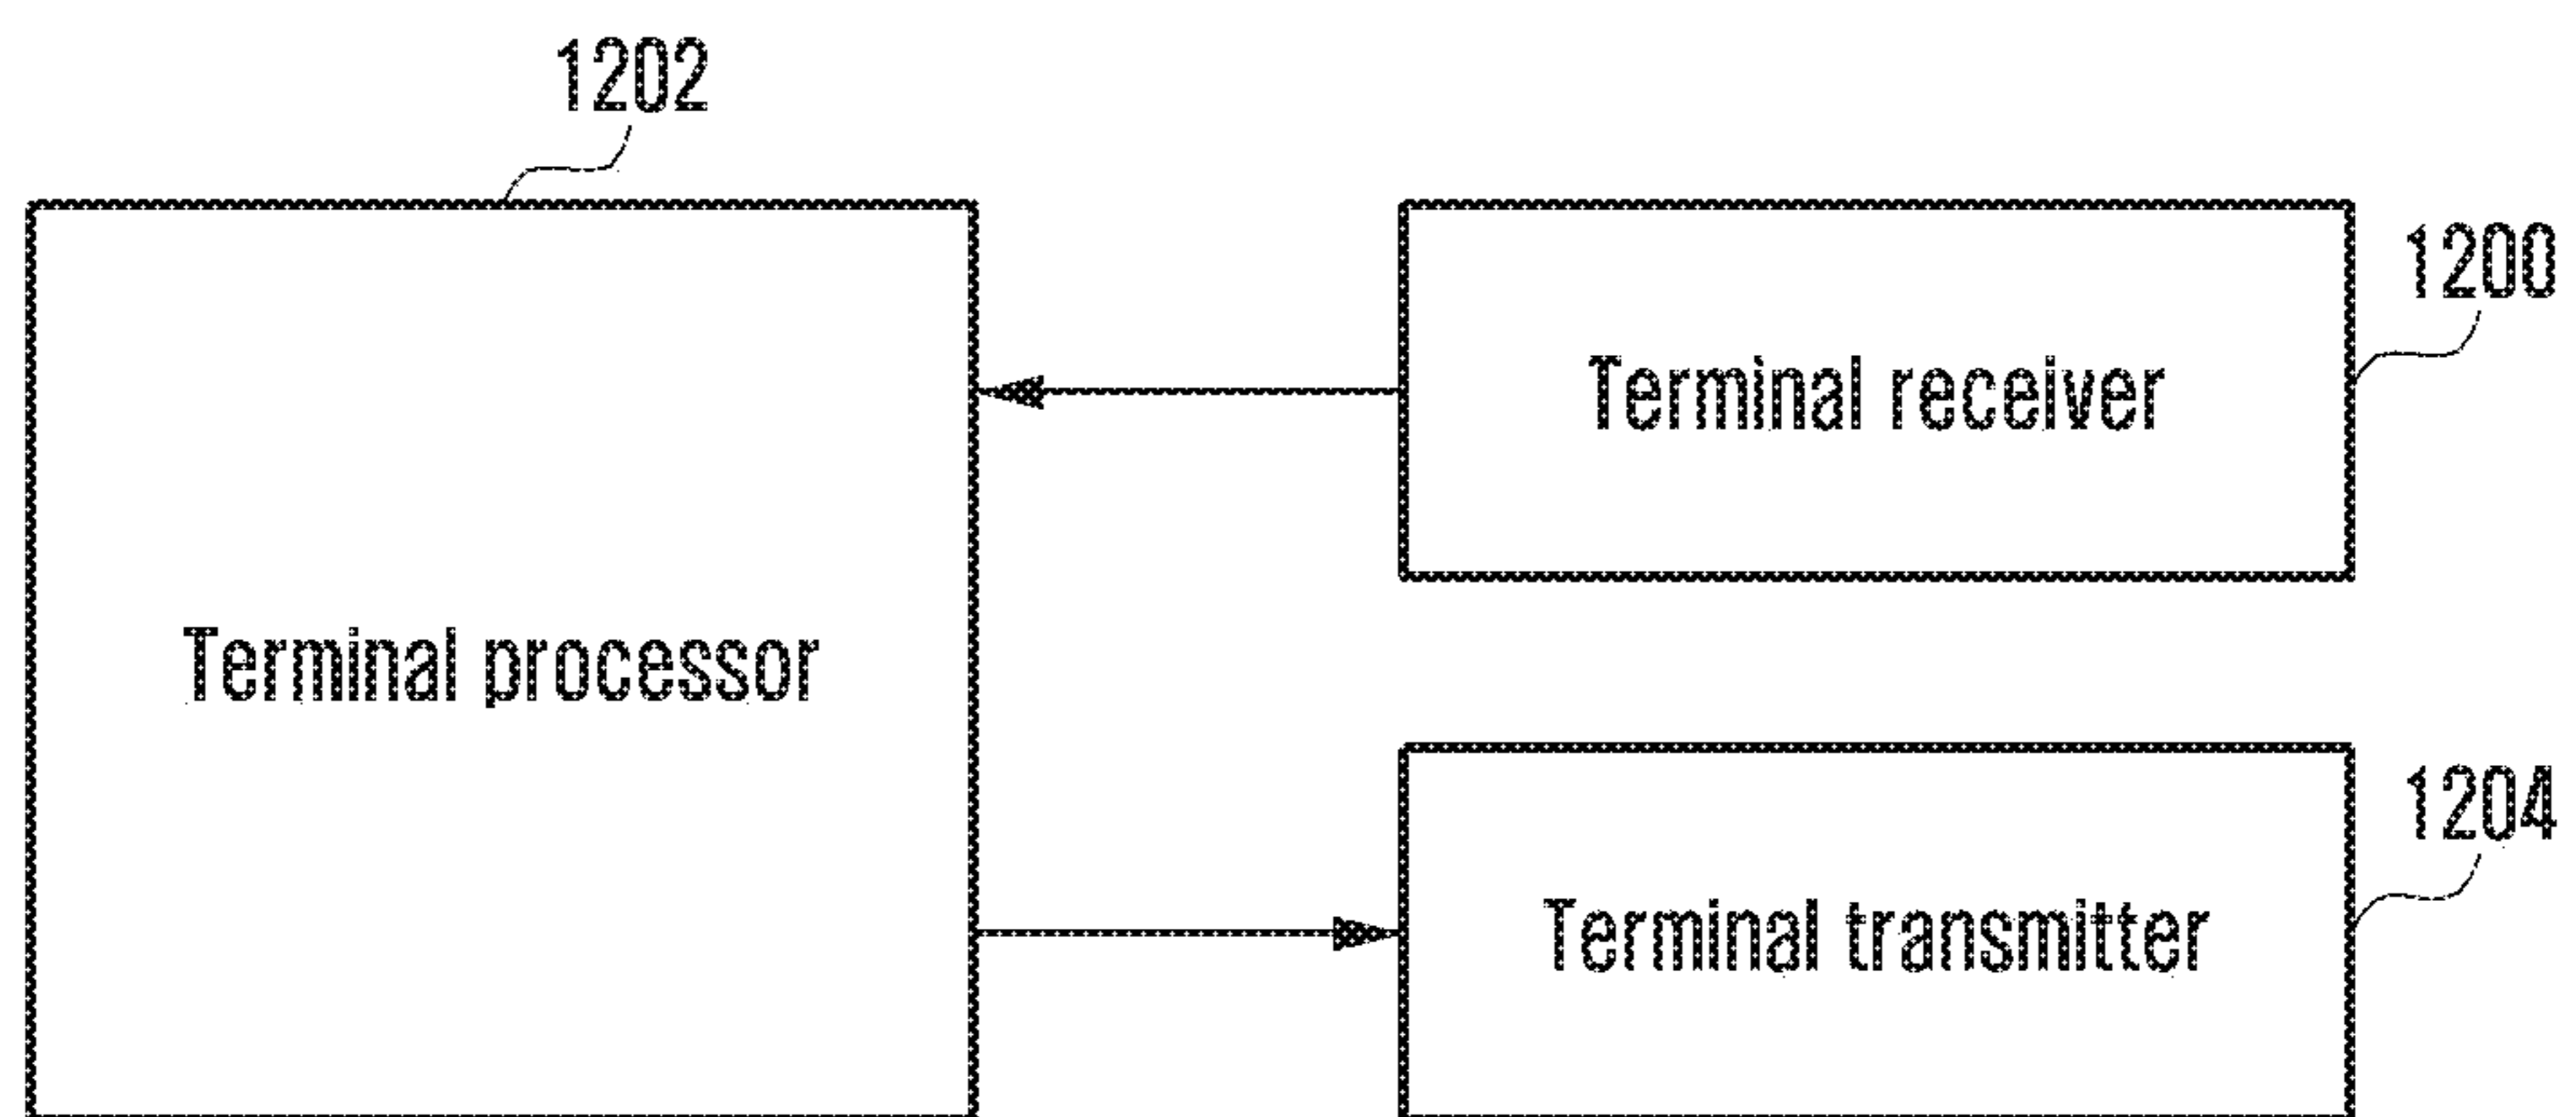 1202
1200
Terminal receiver
Terminal processor
1204
Terminal transmitter